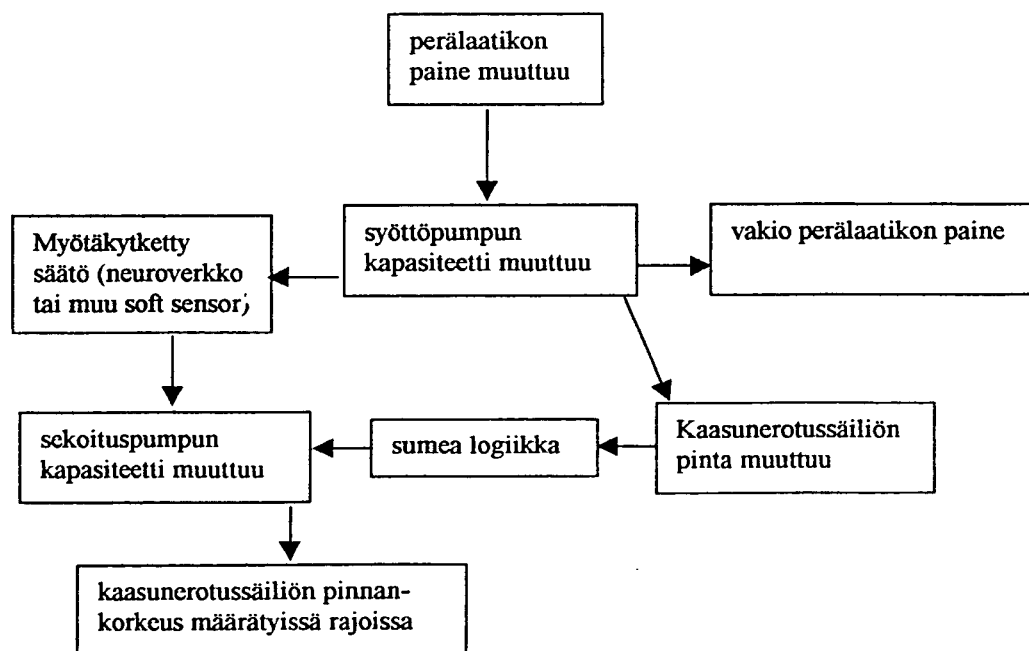 perälaatikon
paine muuttuu
syöttöpumpun
kapasiteetti muuttuu
vakio perälaatikon paine
Myötäkytketty
säätö (neuroverkko
tai muu soft sensor)
sekoituspumpun
kapasiteetti muuttuu
sumea logiikka
Kaasunerotussäiliön
pinta muuttuu
kaasunerotussäiliön pinnan-
korkeus määrätyissä rajoissa